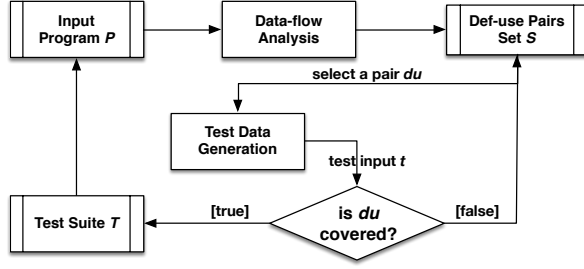 Input
Program P
Data-flow
Analysis
Def-use Pairs
Set S
select a pair du
Test Data
Generation
test input t
[true]
is du
covered?
[false]
Test Suite T